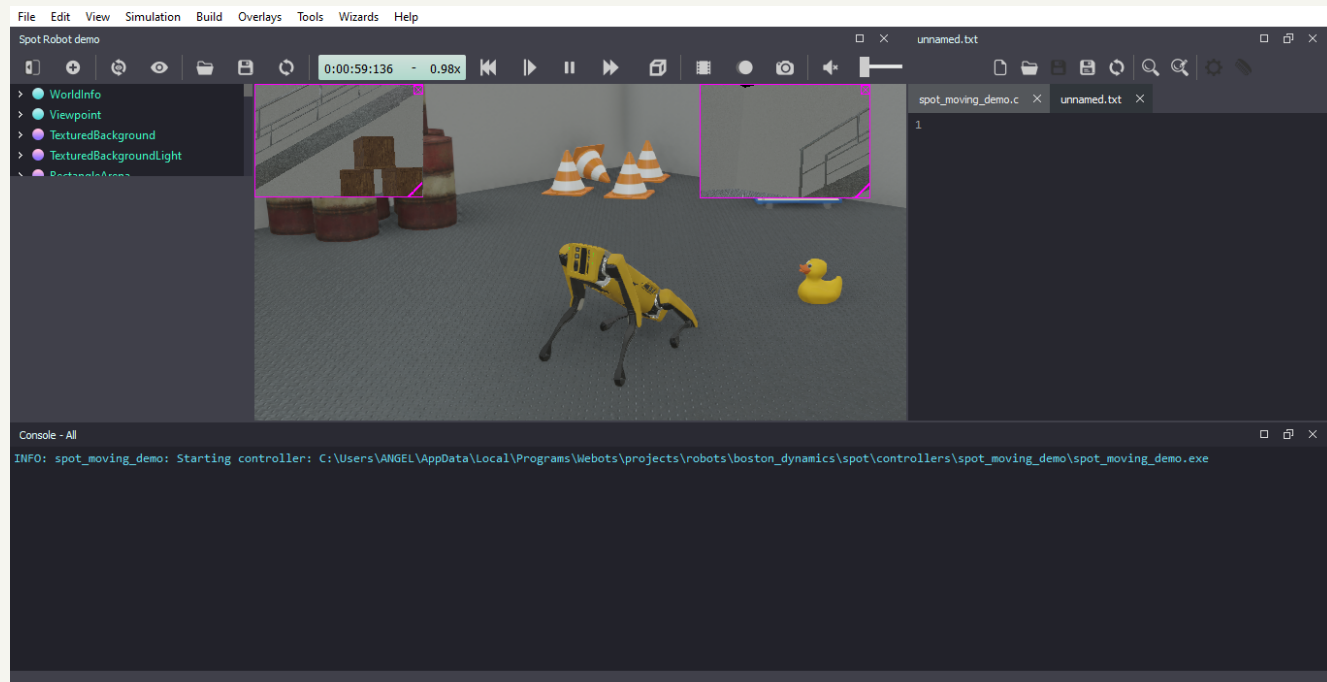 File Edit View Simulation Build Overlays Tools Wizards Help
Spot Robot demo
unnamed.txt
0:00:59:136 - 0.98x
WorldInfo
Viewpoint
TexturedBackground
TexturedBackgroundLight
RectangleArena
spot_moving_demo.c
unnamed.txt
1
Console - All
INFO: spot_moving_demo: Starting controller: C:\Users\ANGEL\AppData\Local\Programs\Webots\projects\robots\boston_dynamics\spot\controllers\spot_moving_demo\spot_moving_demo.exe